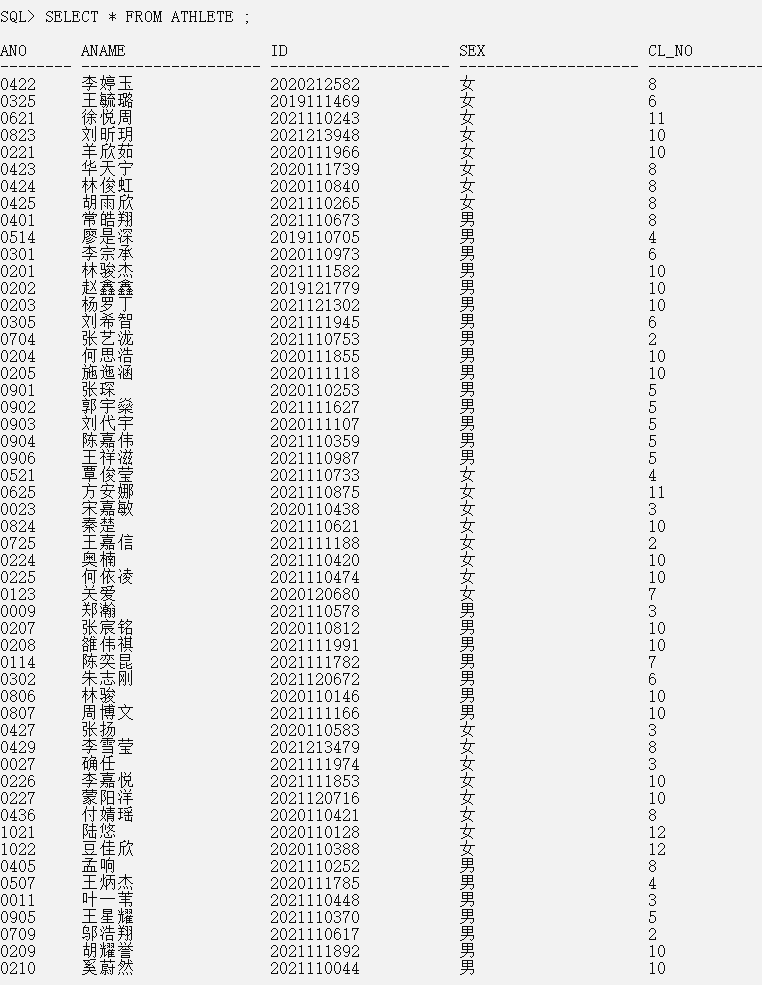 SQL> SELECT * FROM ATHLETE ;
ANO ANAME ID SEX CL_NO
-------- -------------------- -------------------- -------------------- -------------
0422 李婷玉 2020212582 女 8
0325 王毓璐 2019111469 女 6
0621 徐悦周 2021110243 女 11
0823 刘昕玥 2021213948 女 10
0221 羊欣茹 2020111966 女 10
0423 华天宁 2020111739 女 8
0424 林俊虹 2020110840 女 8
0425 胡雨欣 2021110265 女 8
0401 常皓翔 2021110673 男 8
0514 廖是深 2019110705 男 4
0301 李宗承 2020110973 男 6
0201 林骏杰 2021111582 男 10
0202 赵鑫鑫 2019121779 男 10
0203 杨罗丁 2021121302 男 10
0305 刘希智 2021111945 男 6
0704 张艺泷 2021110753 男 2
0204 何思浩 2020111855 男 10
0205 施迤涵 2020111118 男 10
0901 张琛 2020110253 男 5
0902 郭宇燊 2021111627 男 5
0903 刘代宇 2020111107 男 5
0904 陈嘉伟 2021110359 男 5
0906 王祥滋 2021110987 男 5
0521 覃俊莹 2021110733 女 4
0625 方安娜 2021110875 女 11
0023 宋嘉敏 2020110438 女 3
0824 秦楚 2021110621 女 10
0725 王嘉信 2021111188 女 2
0224 奥楠 2021110420 女 10
0225 何依凌 2021110474 女 10
0123 关爱 2020120680 女 7
0009 郑瀚 2021110578 男 3
0207 张宸铭 2020110812 男 10
0208 雒伟祺 2021111991 男 10
0114 陈奕昆 2021111782 男 7
0302 朱志刚 2021120672 男 6
0806 林骏 2020110146 男 10
0807 周博文 2021111166 男 10
0427 张扬 2020110583 女 3
0429 李雪莹 2021213479 女 8
0027 确任 2021111974 女 3
0226 李嘉悦 2021111853 女 10
0227 蒙阳洋 2021120716 女 10
0436 付婧瑶 2020110421 女 8
1021 陆悠 2020110128 女 12
1022 豆佳欣 2020110388 女 12
0405 孟响 2021110252 男 8
0507 王炳杰 2020111785 男 4
0011 叶一苇 2021110448 男 3
0905 王星耀 2021110370 男 5
0709 邬浩翔 2021110617 男 2
0209 胡耀誉 2021111892 男 10
0210 奚蔚然 2021110044 男 10